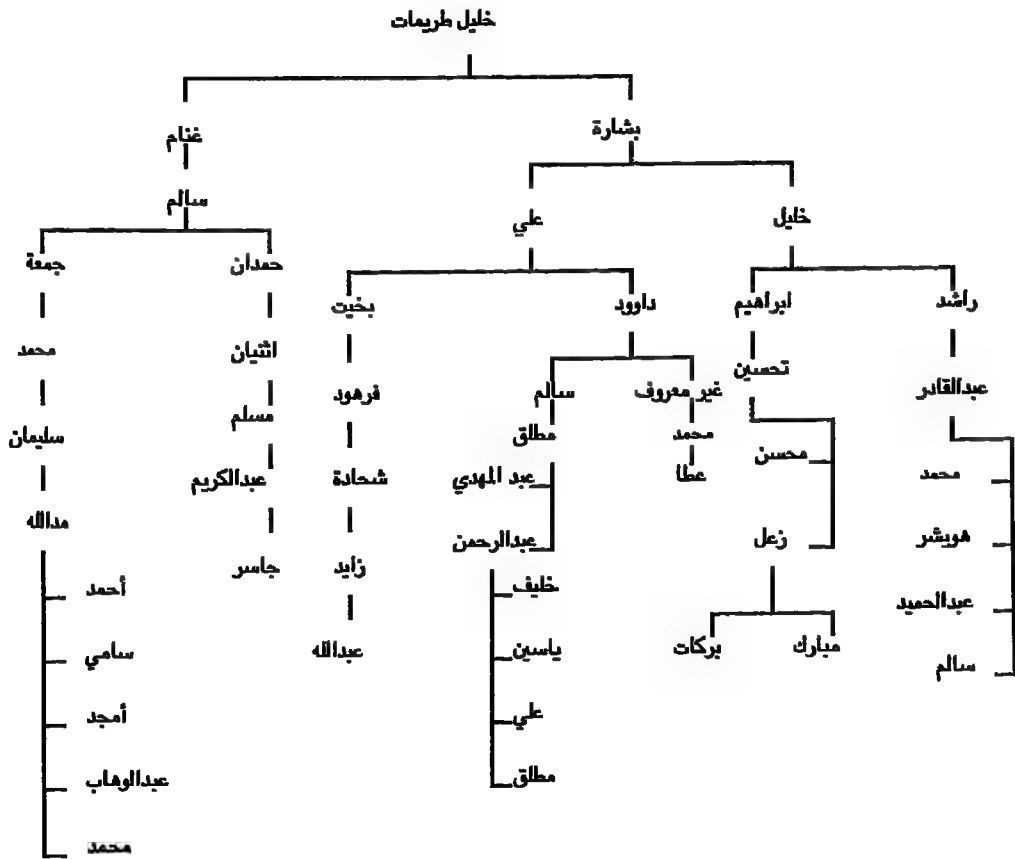 خليل طريمات
بشارة
غنام
سالم
خليل
علي
حمدان
جمعة
راشد
ابراهيم
داوود
بخيت
اثنيان
محمد
عبدالقادر
تحسين
غير معروف
سالم
فرهود
مسلم
سليمان
محمد
محسن
محمد
عطا
مطلق
عبد المهدي
شحادة
عبدالكريم
مدالله
هويشر
زعل
عبدالرحمن
زايد
جاسر
عبدالحميد
سالم
مبارك
بركات
خليف
ياسين
علي
مطلق
عبدالله
أحمد
سامي
أمجد
عبدالوهاب
محمد